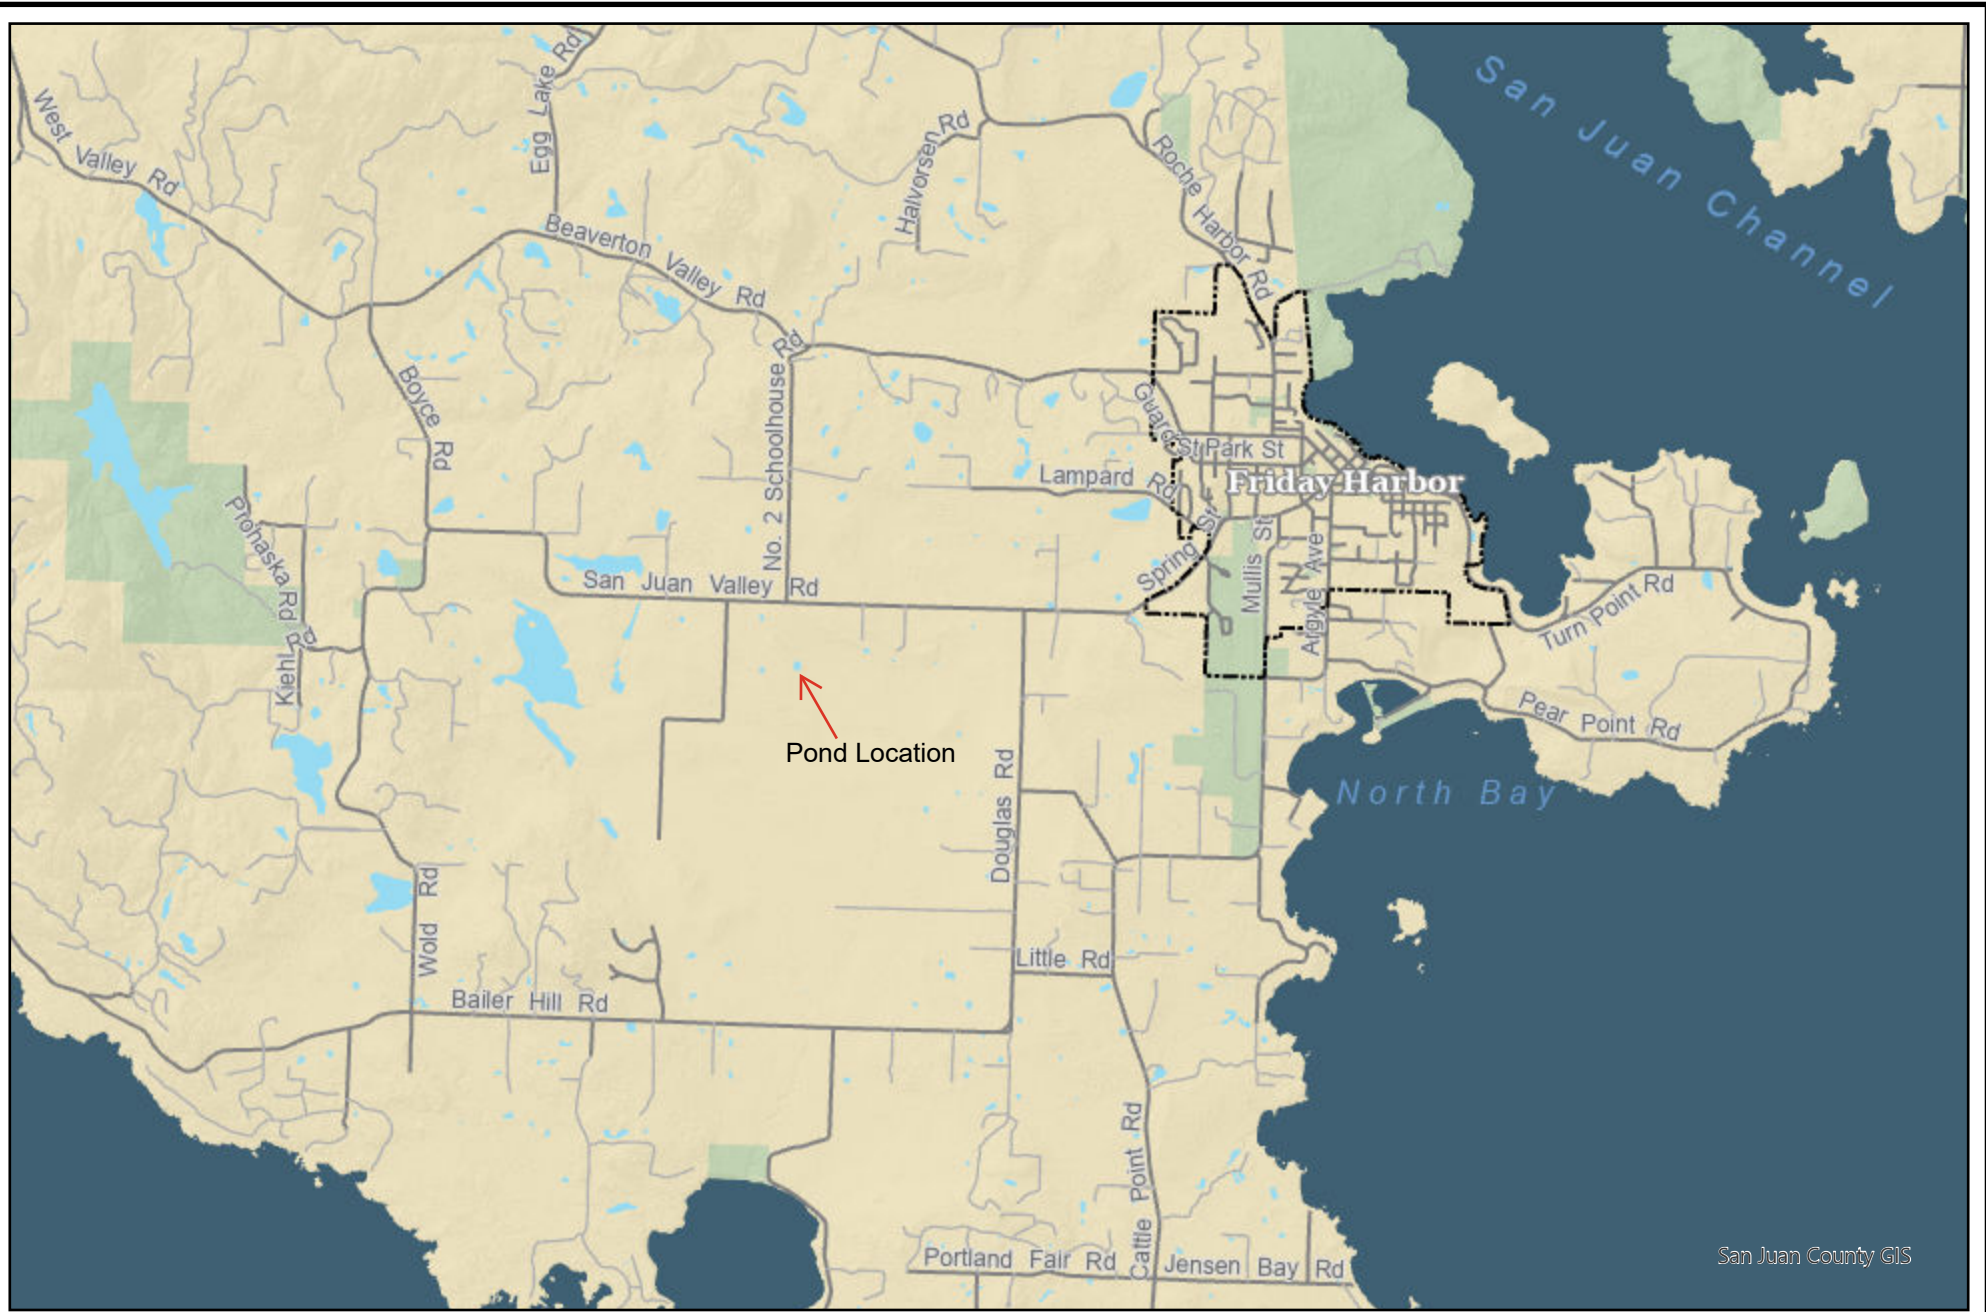 San Juan Channel
West Valley Rd
Egg Lake Rd
Halvorsen Rd
Roche Harbor Rd
Beaverton Valley Rd
No. 2 Schoolhouse Rd
Boyce Rd
Guard St
Park St
Lampard Rd
Friday Harbor
Prohaska Rd
Kiehl R
San Juan Valley Rd
Spring St
Mullis St
Argyle Ave
Turn Point Rd
Pear Point Rd
Pond Location
North Bay
Douglas Rd
Wold Rd
Little Rd
Bailer Hill Rd
Cattle Point Rd
Portland Fair Rd
Jensen Bay Rd
San Juan County GIS